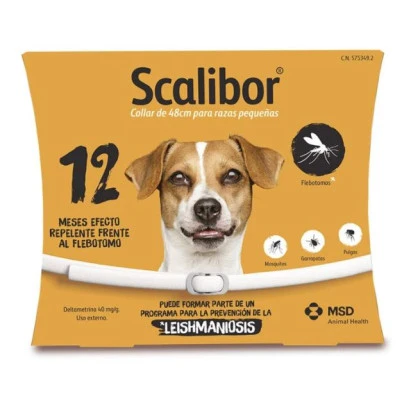 C.N. 575349.2
Scalibor®
Collar de 48cm para razas pequeñas
12
MESES EFECTO
REPELENTE FRENTE
AL FLEBOTOMO
Flebotomos
Mosquitos
Garrapatas
Pulgas
Deltametrina 40 mg/g.
Uso externo.
PUEDE FORMAR PARTE DE UN
PROGRAMA PARA LA PREVENCIÓN DE LA
*LEISHMANIOSIS
MSD
Animal Health